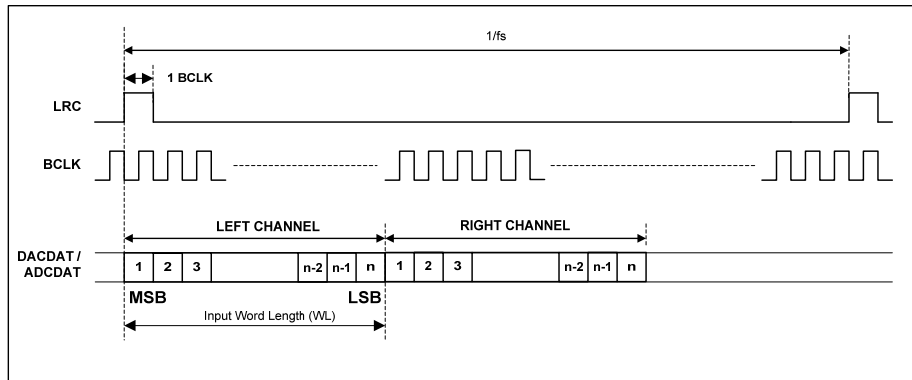 1/fs
1 BCLK
LRC
BCLK
LEFT CHANNEL
RIGHT CHANNEL
DACDAT /
ADCDAT
1 2 3 n-2 n-1 n 1 2 3 n-2 n-1 n
MSB
LSB
Input Word Length (WL)